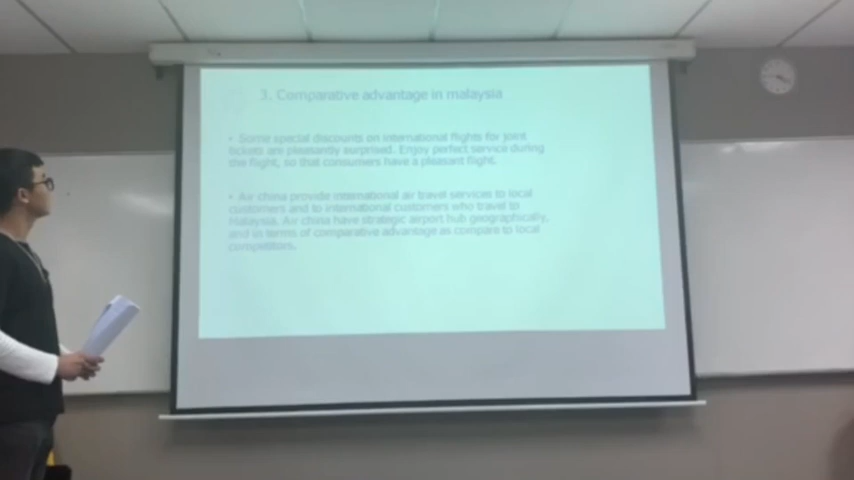 3. Comparative advantage in malaysia
• Some special discounts on international flights for joint
tickets are pleasantly surprised. Enjoy perfect service during
the flight, so that consumers have a pleasant flight.
• Air china provide international air travel services to local
customers and to international customers who travel to
malaysia. Air china have strategic airport hub geographically,
and in terms of comparative advantage as compare to local
competitors.